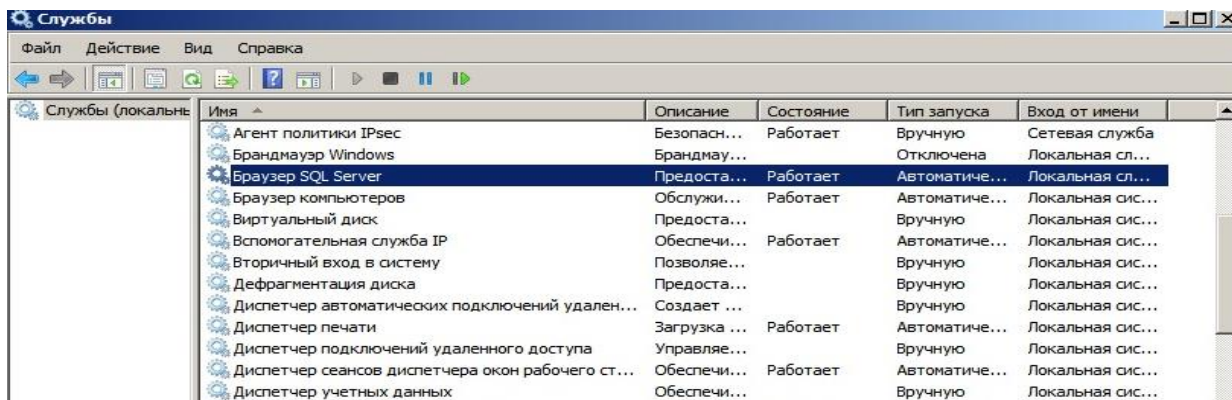 Службы
Файл Действие Вид Справка
Службы (локальнь
Имя Описание Состояние Тип запуска Вход от имени
Агент политики IPsec Безопасн... Работает Вручную Сетевая служба
Брандмауэр Windows Брандмау... Отключена Локальная сл...
Браузер SQL Server Предоста... Работает Автоматиче... Локальная сл...
Браузер компьютеров Обслужи... Работает Автоматиче... Локальная сис...
Виртуальный диск Предоста... Вручную Локальная сис...
Вспомогательная служба IP Обеспечи... Работает Автоматиче... Локальная сис...
Вторичный вход в систему Позволяе... Вручную Локальная сис...
Дефрагментация диска Предоста... Вручную Локальная сис...
Диспетчер автоматических подключений удален... Создает ... Вручную Локальная сис...
Диспетчер печати Загрузка ... Работает Автоматиче... Локальная сис...
Диспетчер подключений удаленного доступа Управляе... Вручную Локальная сис...
Диспетчер сеансов диспетчера окон рабочего ст... Обеспечи... Работает Автоматиче... Локальная сис...
Диспетчер учетных данных Обеспечи... Вручную Локальная сис...